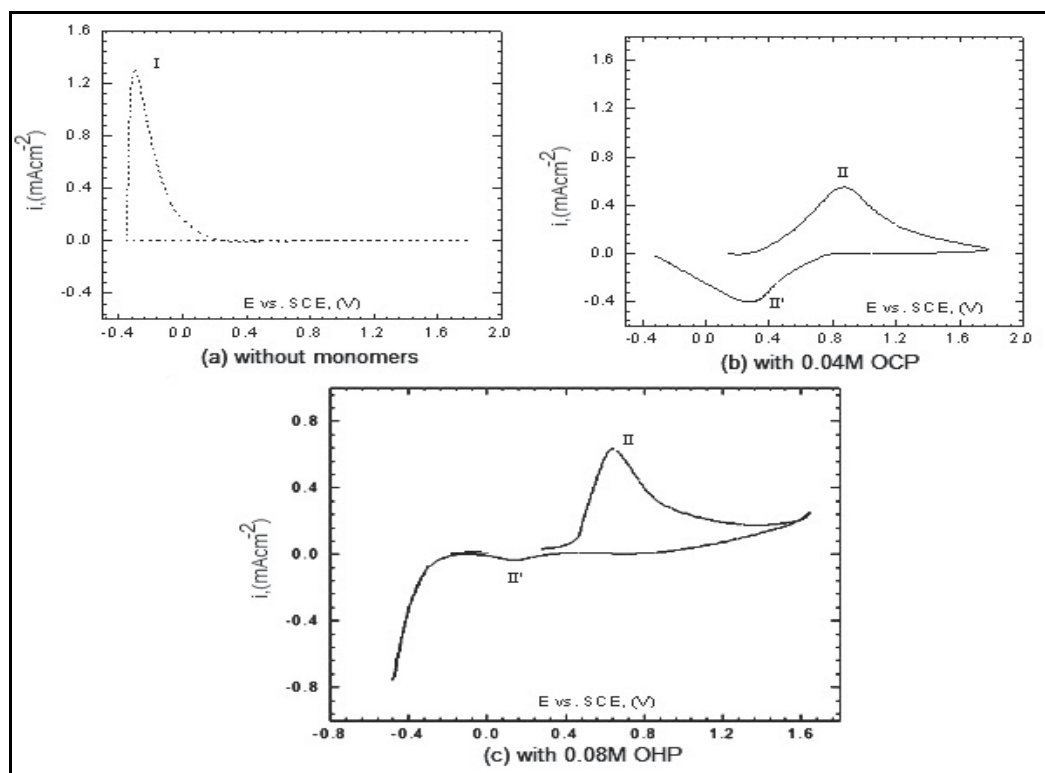 1.6
1.2
0.8
0.4
0.0
-0.4
i,(mAcm-2)
I
E vs. SCE, (V)
-0.4 0.0 0.4 0.8 1.2 1.6 2.0
(a) without monomers
1.6
1.2
0.8
0.4
0.0
-0.4
i,(mAcm-2)
II
II'
E vs. SCE, (V)
-0.4 0.0 0.4 0.8 1.2 1.6 2.0
(b) with 0.04M OCP
0.8
0.4
0.0
-0.4
-0.8
i,(mAcm-2)
II
II'
E vs. SCE, (V)
-0.8 -0.4 0.0 0.4 0.8 1.2 1.6
(c) with 0.08M OHP